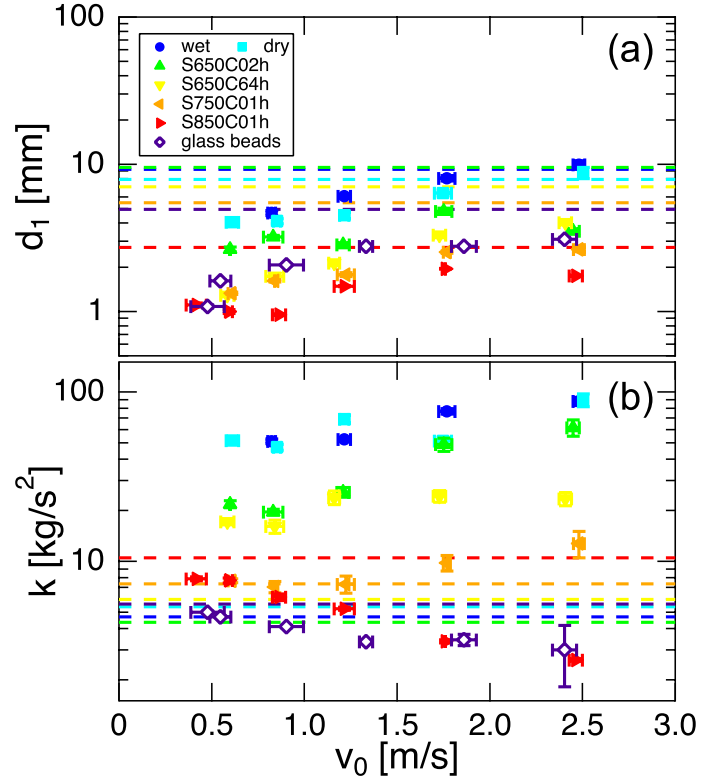 100
(a)
wet dry
S650C02h
S650C64h
S750C01h
S850C01h
glass beads
10
1
d₁ [mm]
100
(b)
10
k [kg/s²]
0 0.5 1.0 1.5 2.0 2.5 3.0
v₀ [m/s]